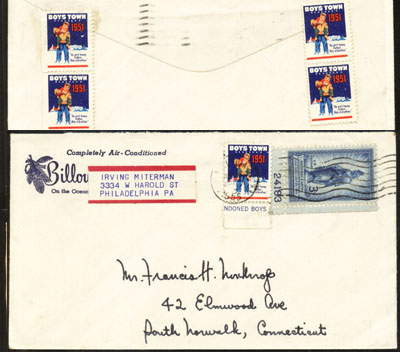 BOYS TOWN
1951
BOYS TOWN
1951
BOYS TOWN
1951
BOYS TOWN
1951
Completely Air-Conditioned
Billow
On the Ocean
IRVING MITERMAN
3334 W HAROLD ST
PHILADELPHIA PA
BOYS TOWN
1951
NDONED BOYS
24193
3
Mr. Francis H. Winthrop
42 Elmwood Ave
South Norwalk, Connecticut